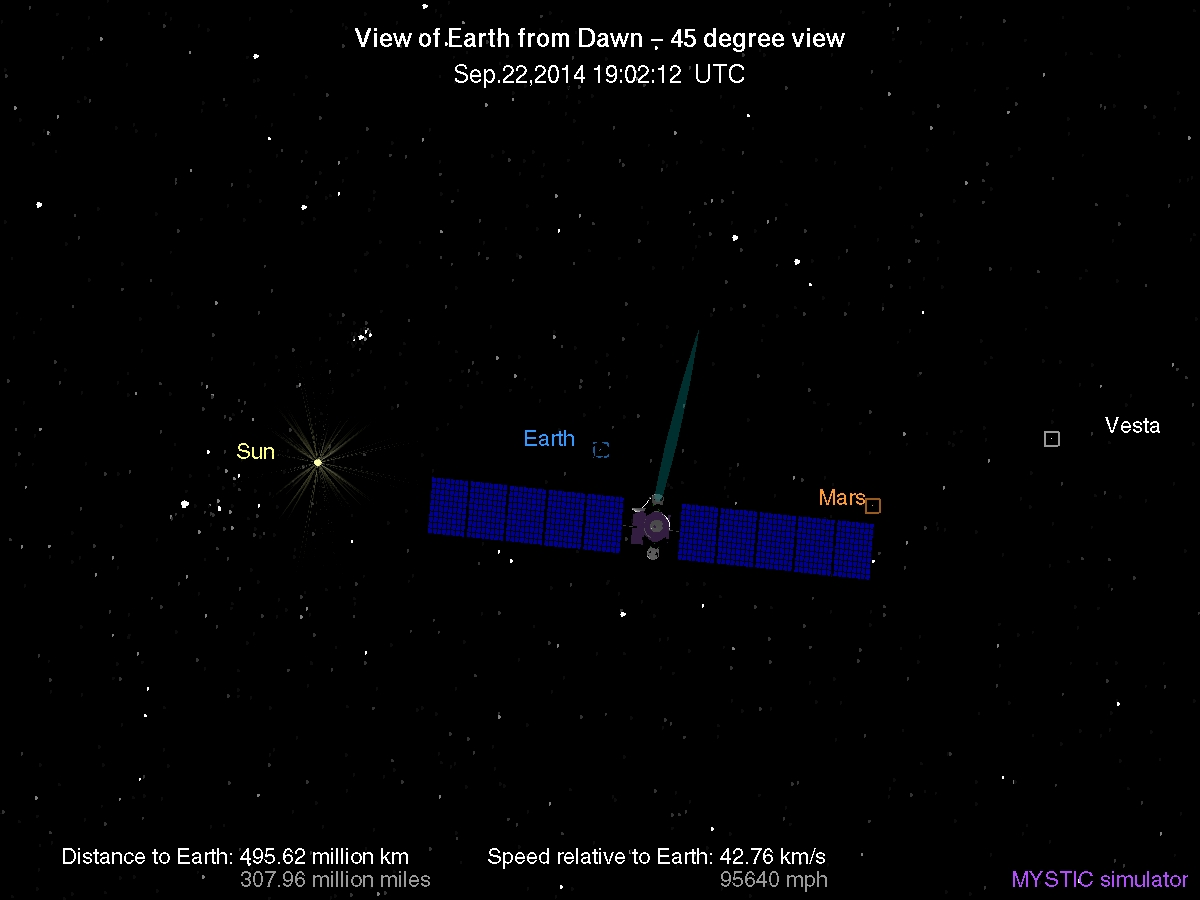 View of Earth from Dawn – 45 degree view
Sep.22,2014 19:02:12 UTC
Vesta
Earth
Sun
Mars
Distance to Earth: 495.62 million km
307.96 million miles
Speed relative to Earth: 42.76 km/s
95640 mph
MYSTIC simulator